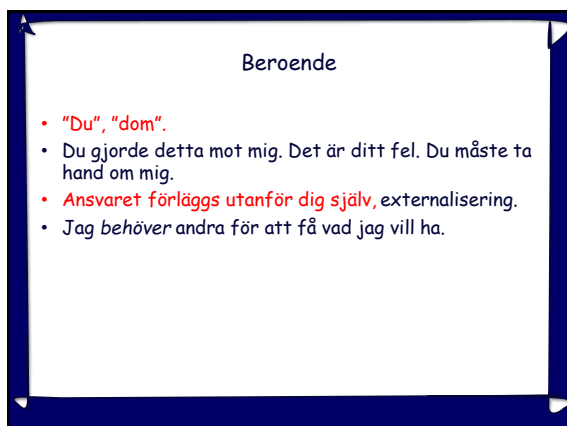 Beroende
• "Du", "dom".
• Du gjorde detta mot mig. Det är ditt fel. Du måste ta
hand om mig.
• Ansvaret förläggs utanför dig själv, externalisering.
• Jag behöver andra för att få vad jag vill ha.